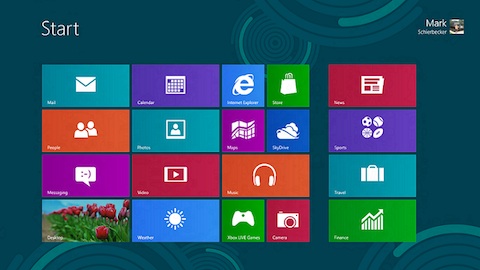 Start
Mark
Schierbecker
Mail
Calendar
Internet Explorer
Store
News
People
Photos
Maps
SkyDrive
Sports
Messaging
Video
Music
Travel
Desktop
Weather
Xbox LIVE Games
Camera
Finance